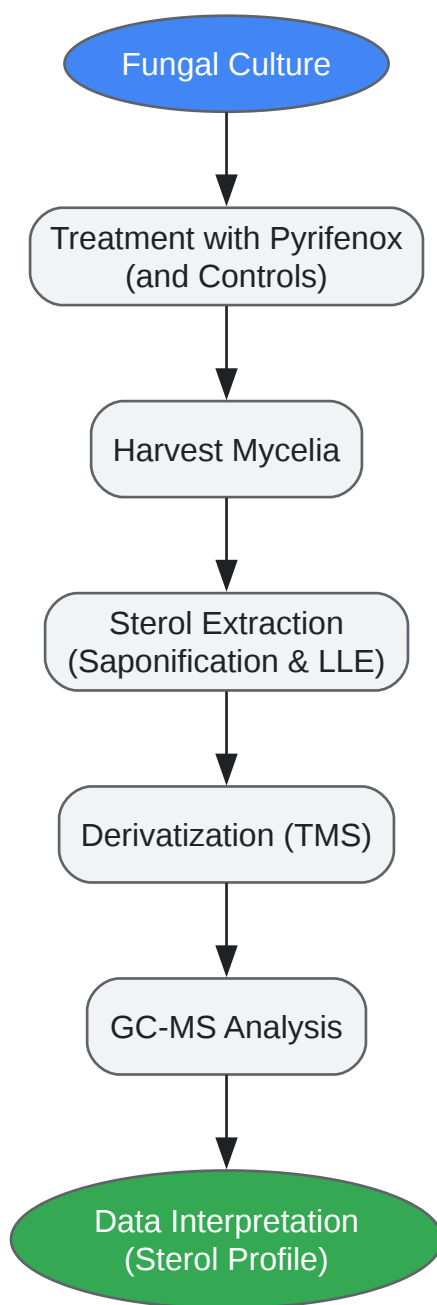 Fungal Culture
Treatment with Pyrifenox
(and Controls)
Harvest Mycelia
Sterol Extraction
(Saponification & LLE)
Derivatization (TMS)
GC-MS Analysis
Data Interpretation
(Sterol Profile)